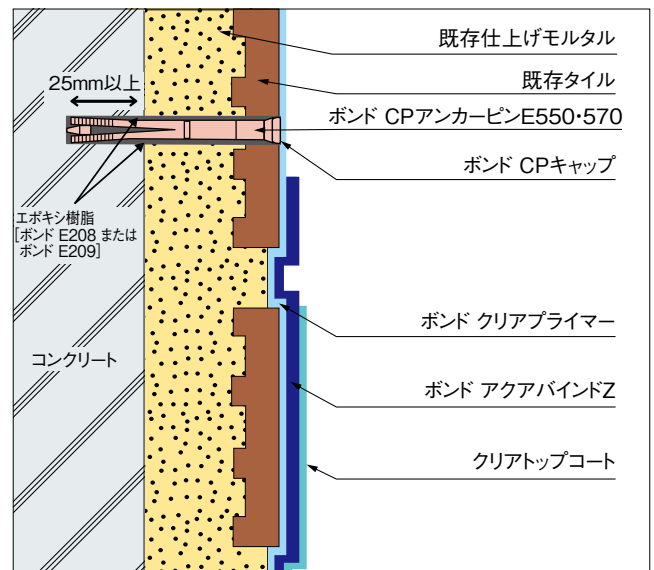 既存仕上げモルタル
25mm以上
既存タイル
ボンド CPアンカーピンE550・570
ボンド CPキャップ
エポキシ樹脂
[ボンド E208 または
ボンド E209]
ボンド クリアプライマー
コンクリート
ボンド アクアバインドZ
クリアトップコート